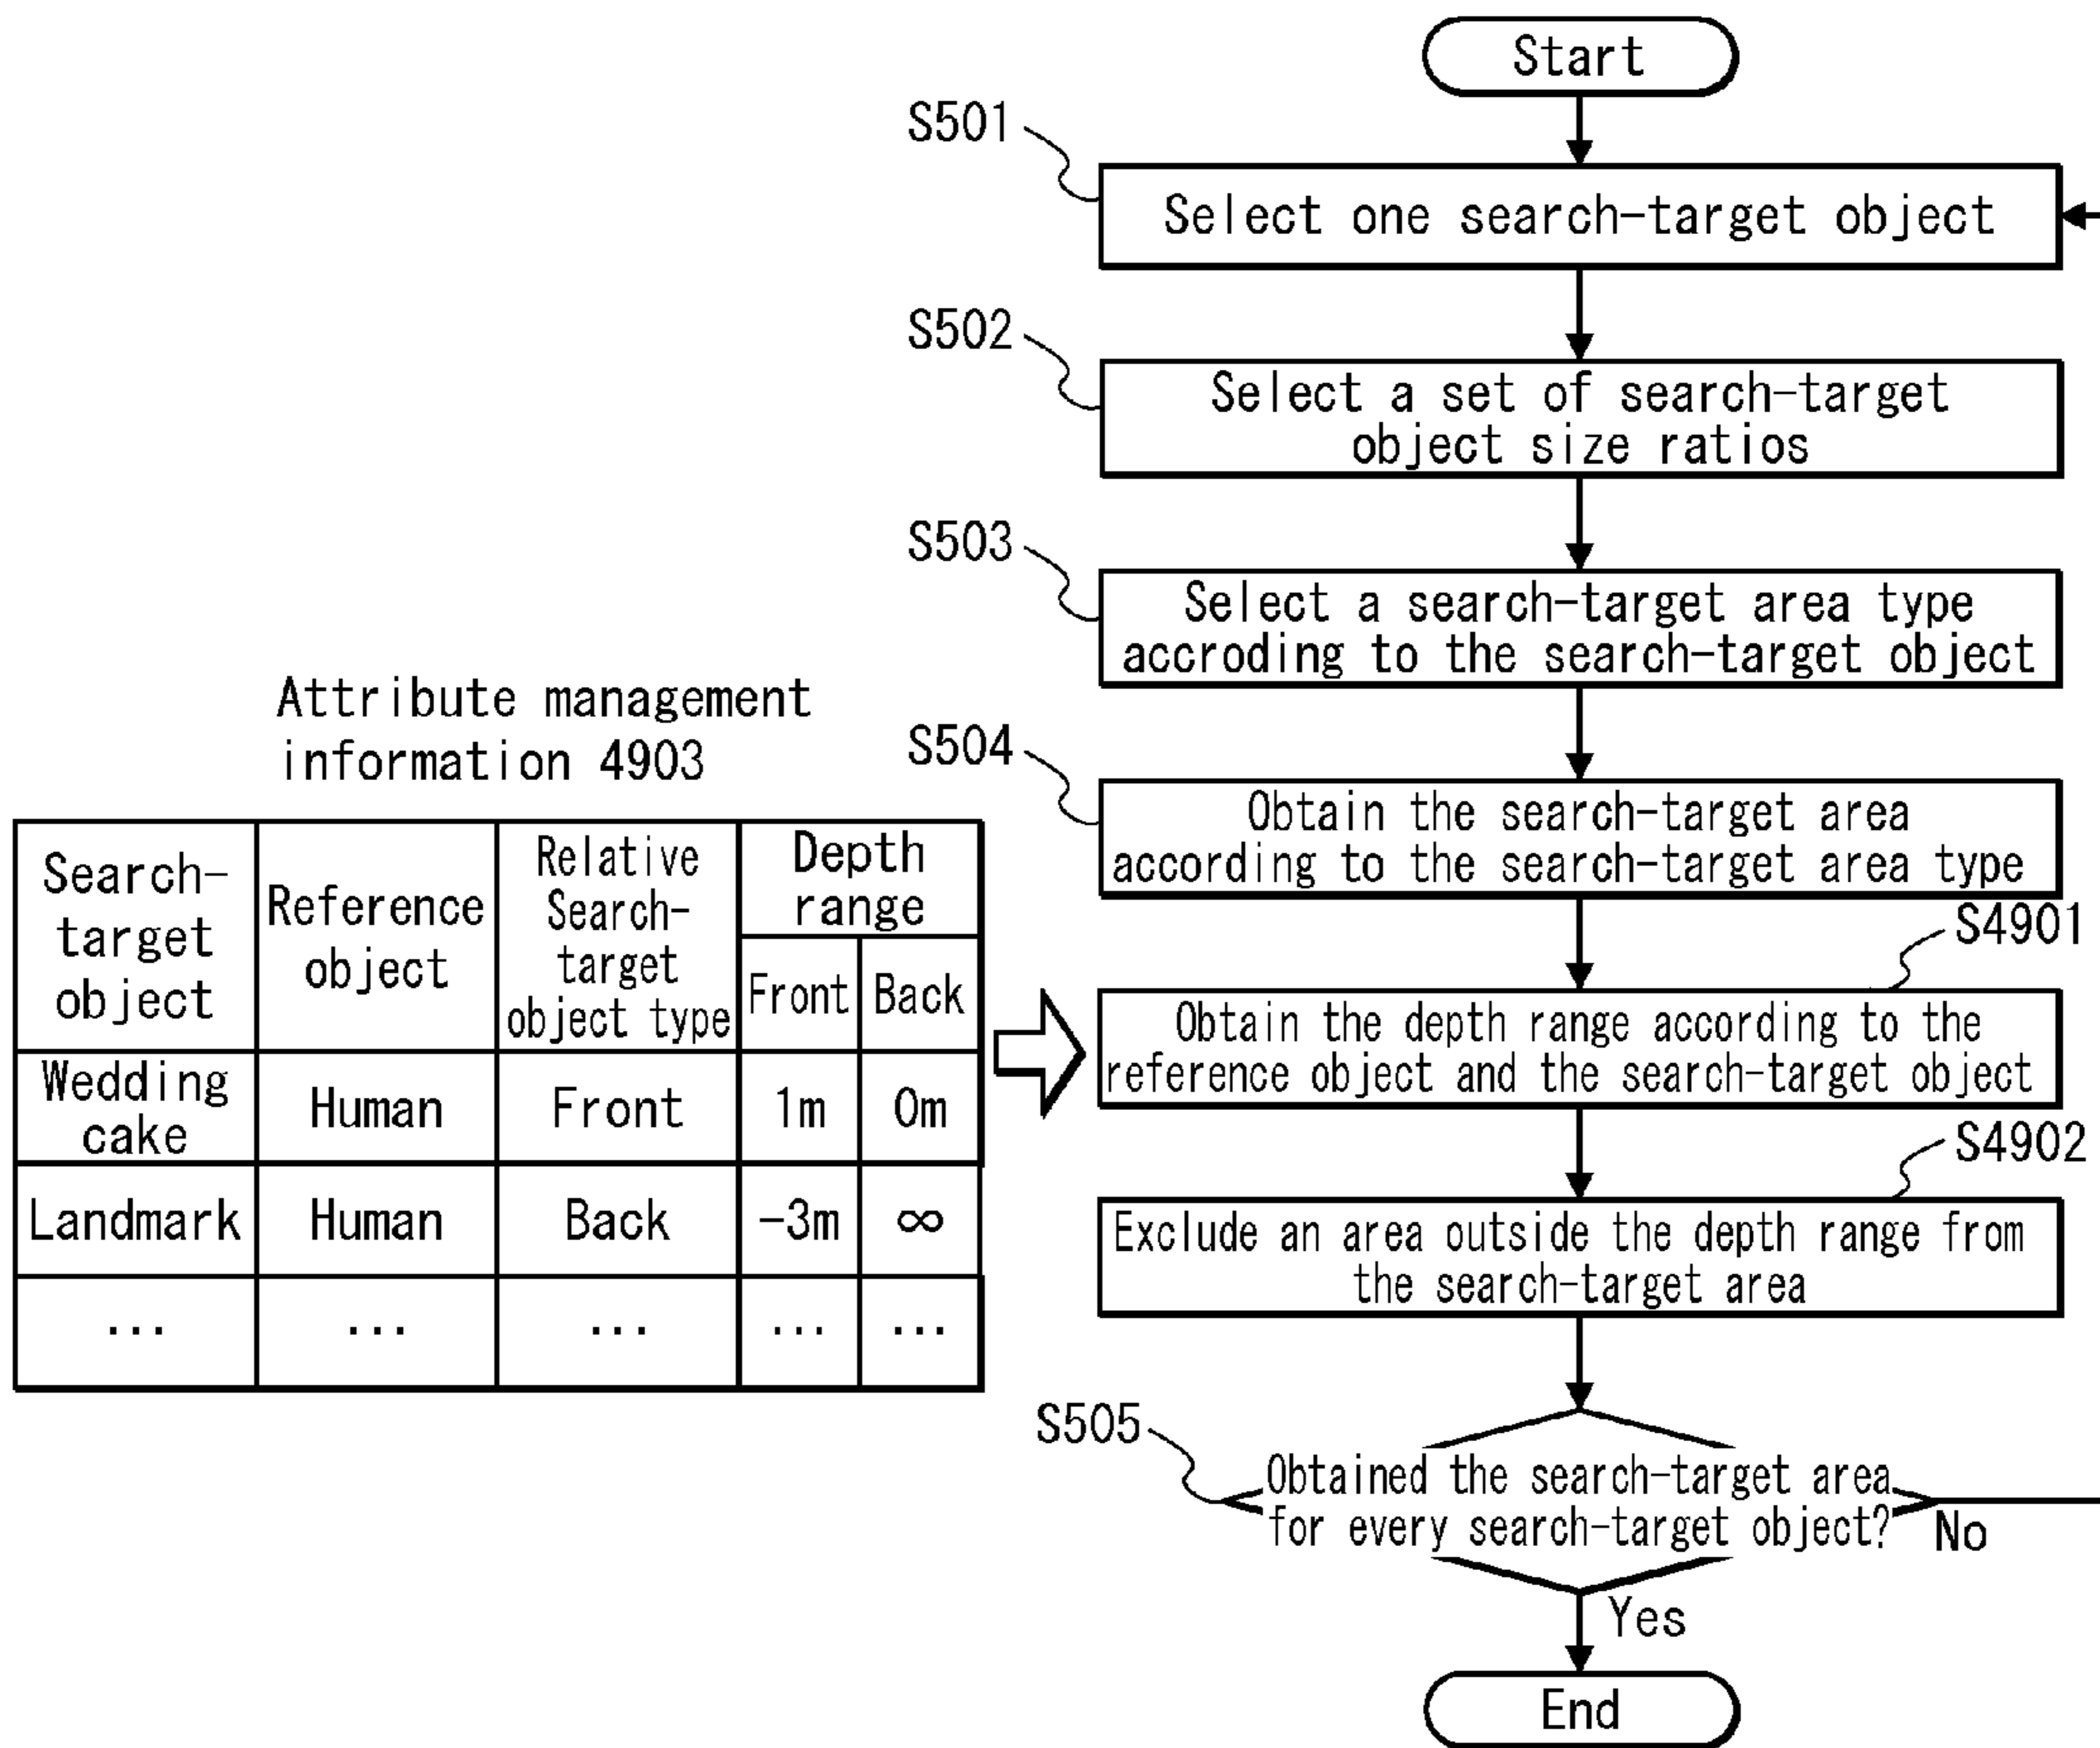 Start
S501
Select one search-target object
S502
Select a set of search-target
object size ratios
S503
Select a search-target area type
accroding to the search-target object
S504
Obtain the search-target area
according to the search-target area type
S4901
Obtain the depth range according to the
reference object and the search-target object
S4902
Exclude an area outside the depth range from
the search-target area
S505
Obtained the search-target area
for every search-target object?
No
Yes
End
Attribute management
information 4903
Search-
target
object
Reference
object
Relative
Search-
target
object type
Depth
range
Front
Back
Wedding
cake
Human
Front
1m
0m
Landmark
Human
Back
-3m
∞
...
...
...
...
...